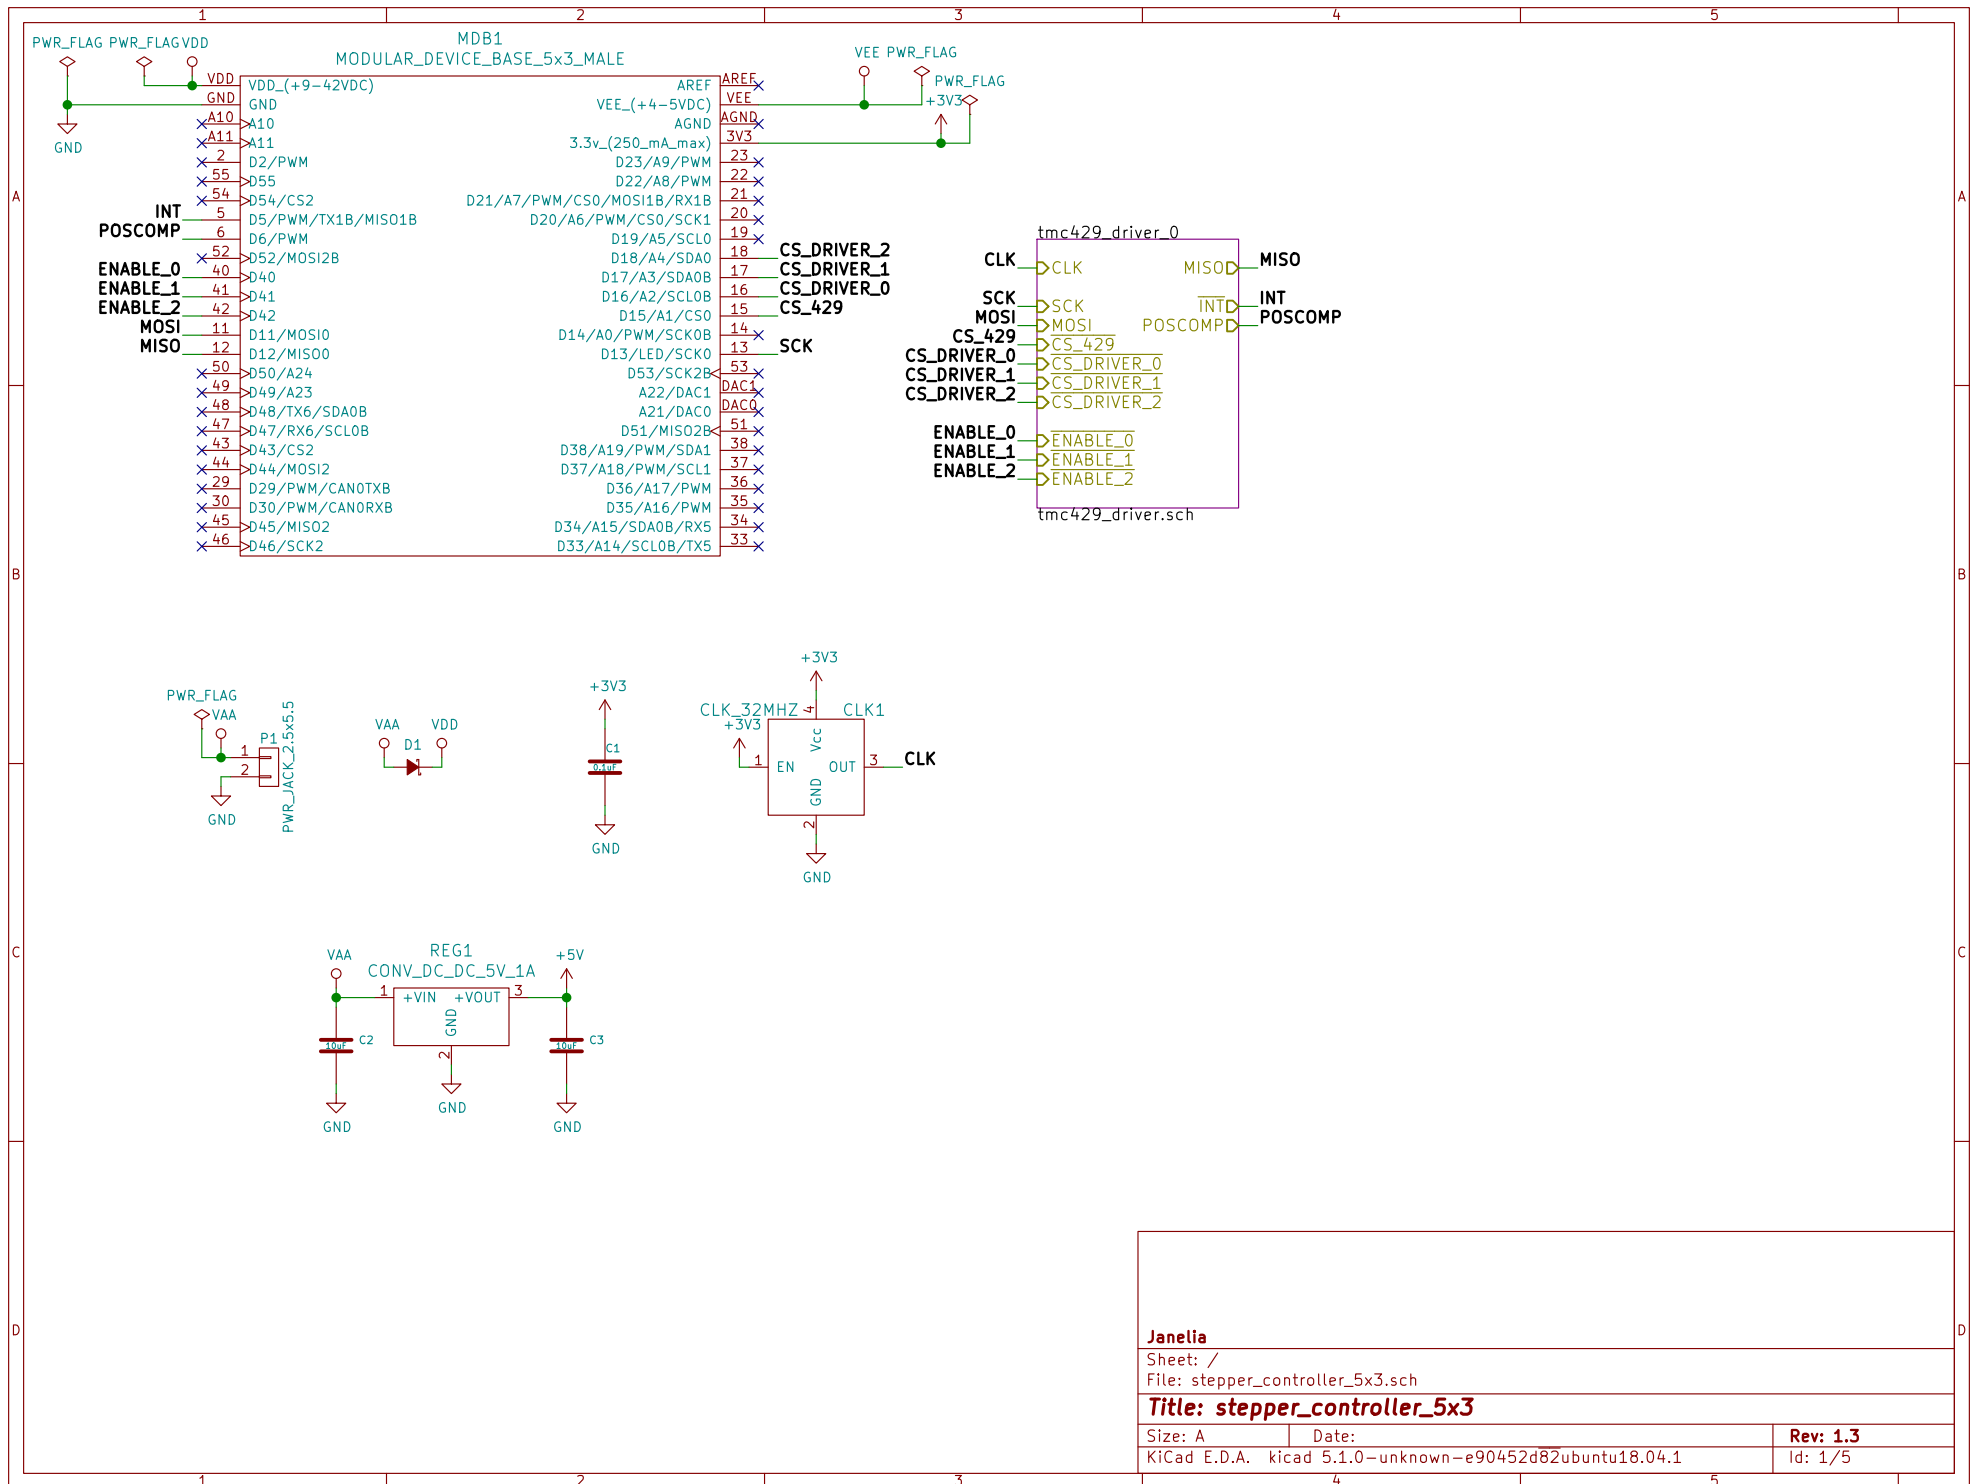 1 2 3 4 5
PWR_FLAG PWR_FLAG VDD
MDB1
MODULAR_DEVICE_BASE_5x3_MALE
VEE PWR_FLAG
PWR_FLAG
+3V3
GND
VDD VDD_(+9-42VDC)
GND GND
A10 A10
A11 A11
2 D2/PWM
55 D55
54 D54/CS2
INT 5 D5/PWM/TX1B/MISO1B
POSCOMP 6 D6/PWM
52 D52/MOSI2B
ENABLE_0 40 D40
ENABLE_1 41 D41
ENABLE_2 42 D42
MOSI 11 D11/MOSI0
MISO 12 D12/MISO0
50 D50/A24
49 D49/A23
48 D48/TX6/SDA0B
47 D47/RX6/SCL0B
43 D43/CS2
44 D44/MOSI2
29 D29/PWM/CAN0TXB
30 D30/PWM/CAN0RXB
45 D45/MISO2
46 D46/SCK2
AREF AREF
VEE_(+4-5VDC) VEE
AGND AGND
3.3v_(250_mA_max) 3V3
D23/A9/PWM 23
D22/A8/PWM 22
D21/A7/PWM/CS0/MOSI1B/RX1B 21
D20/A6/PWM/CS0/SCK1 20
D19/A5/SCL0 19
D18/A4/SDA0 18 CS_DRIVER_2
D17/A3/SDA0B 17 CS_DRIVER_1
D16/A2/SCL0B 16 CS_DRIVER_0
D15/A1/CS0 15 CS_429
D14/A0/PWM/SCK0B 14
D13/LED/SCK0 13 SCK
D53/SCK2B 53
A22/DAC1 DAC1
A21/DAC0 DAC0
D51/MISO2B 51
D38/A19/PWM/SDA1 38
D37/A18/PWM/SCL1 37
D36/A17/PWM 36
D35/A16/PWM 35
D34/A15/SDA0B/RX5 34
D33/A14/SCL0B/TX5 33
tmc429_driver_0
CLK CLK MISO MISO
SCK SCK INT INT
MOSI MOSI POSCOMP POSCOMP
CS_429 CS_429
CS_DRIVER_0 CS_DRIVER_0
CS_DRIVER_1 CS_DRIVER_1
CS_DRIVER_2 CS_DRIVER_2
ENABLE_0 ENABLE_0
ENABLE_1 ENABLE_1
ENABLE_2 ENABLE_2
tmc429_driver.sch
A A
B B
PWR_FLAG
VAA
P1
1
2
PWR_JACK_2.5x5.5
GND
VAA D1 VDD
+3V3
C1
0.1uF
GND
+3V3
CLK_32MHZ CLK1
+3V3
4
Vcc
1 EN OUT 3 CLK
GND
2
GND
C C
VAA REG1 +5V
CONV_DC_DC_5V_1A
1 +VIN +VOUT 3
GND
2
10uF C2
10uF C3
GND GND GND
D D
Janelia
Sheet: /
File: stepper_controller_5x3.sch
Title: stepper_controller_5x3
Size: A Date: Rev: 1.3
KiCad E.D.A. kicad 5.1.0-unknown-e90452d82ubuntu18.04.1 Id: 1/5
1 2 3 4 5